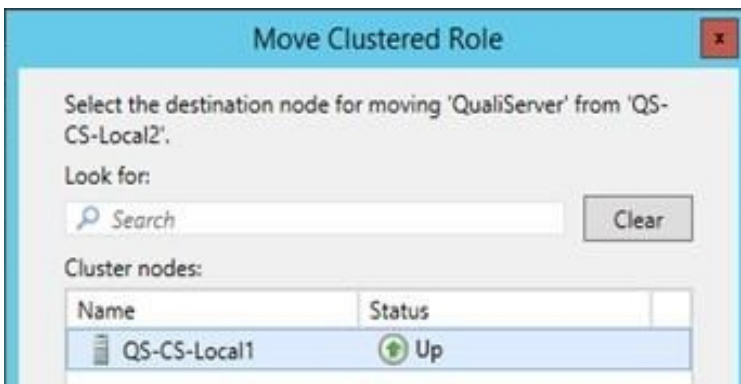 Move Clustered Role
x
Select the destination node for moving 'QualiServer' from 'QS-
CS-Local2'.
Look for:
Search
Clear
Cluster nodes:
Name Status
QS-CS-Local1 Up